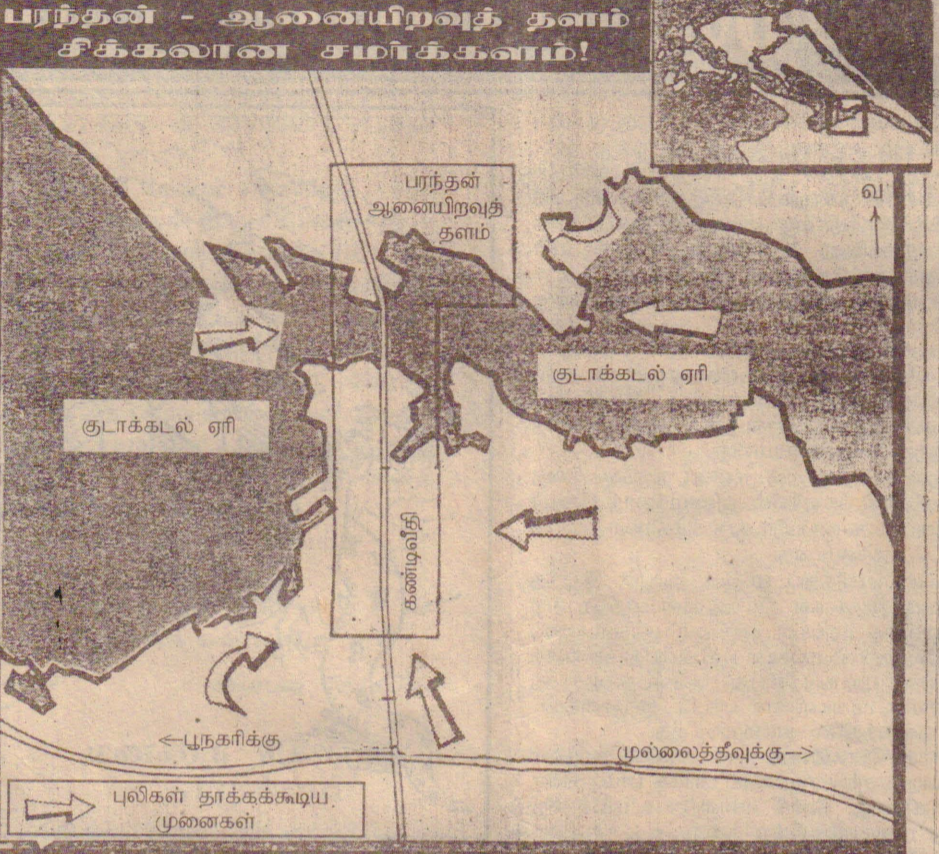 பரந்தன் - ஆனையிறவுத் தளம்
சிக்கலான சமர்க்களம்!
பரந்தன்
ஆனையிறவுத்
தளம்
வ
குடாக்கடல் ஏரி
குடாக்கடல் ஏரி
கண்டிவீதி
←பூநகரிக்கு
முல்லைத்தீவுக்கு→
புலிகள் தாக்கக்கூடிய
முனைகள்